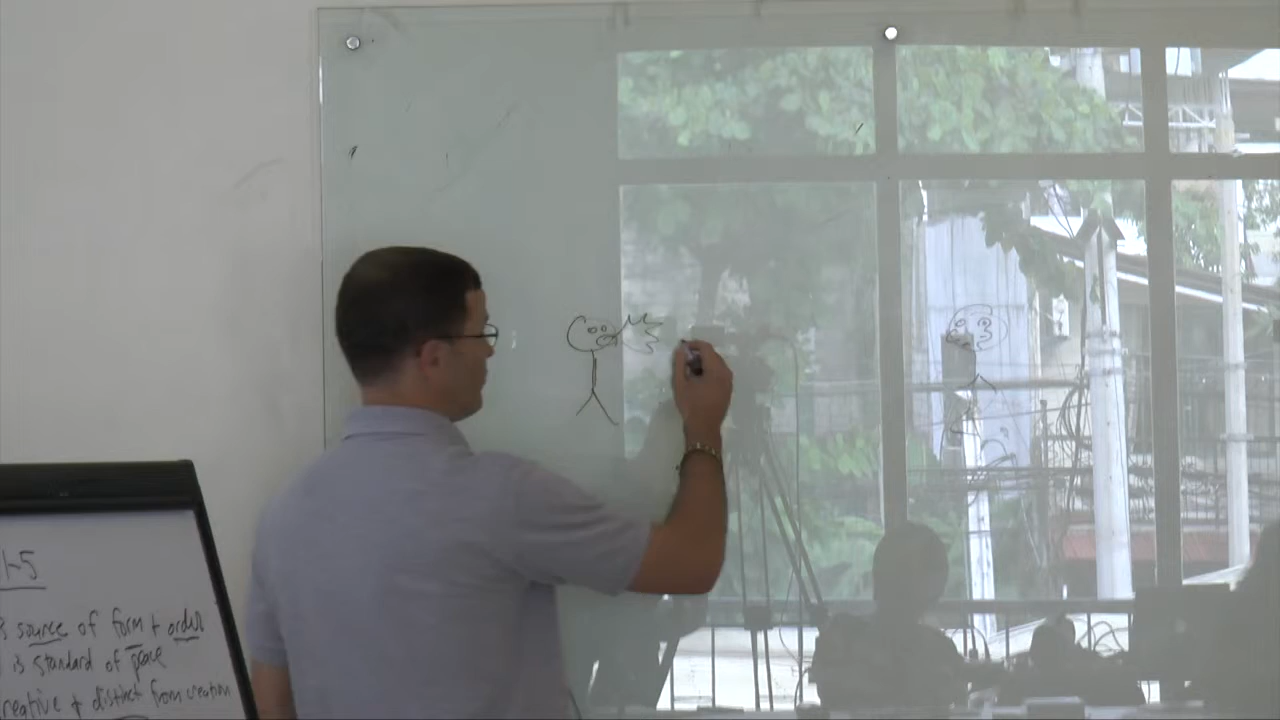 1-5
source of form + order
is standard of peace
reative + distinct from creation